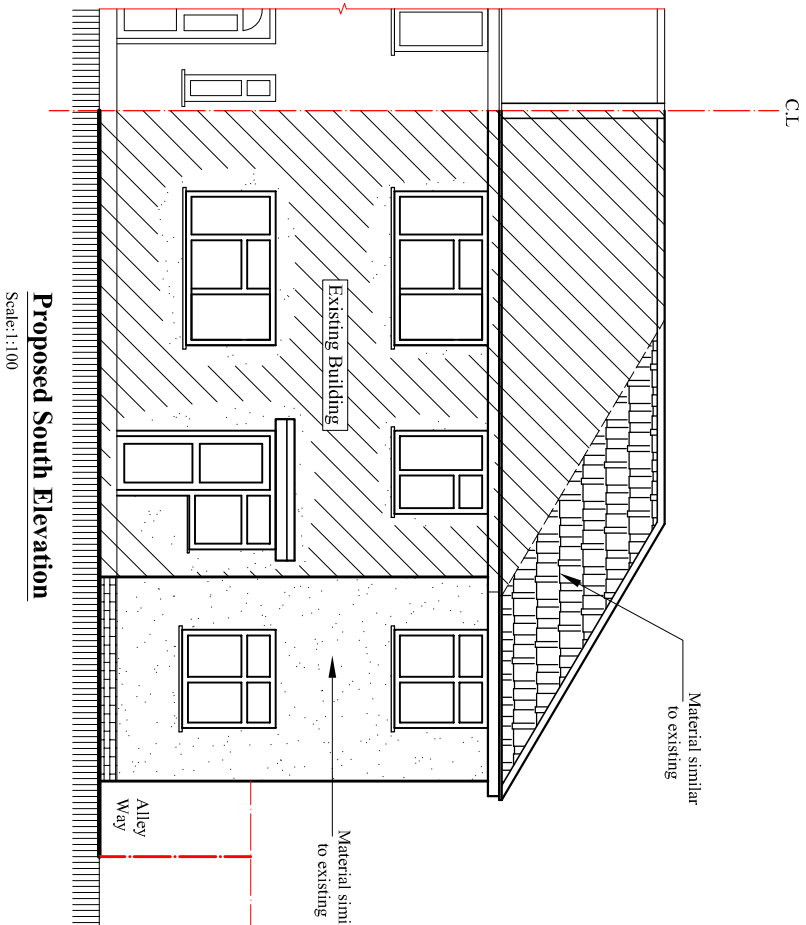 C.L
Material similar
to existing
Existing Building
Material simi
to existing
Alley
Way
Proposed South Elevation
Scale:1:100